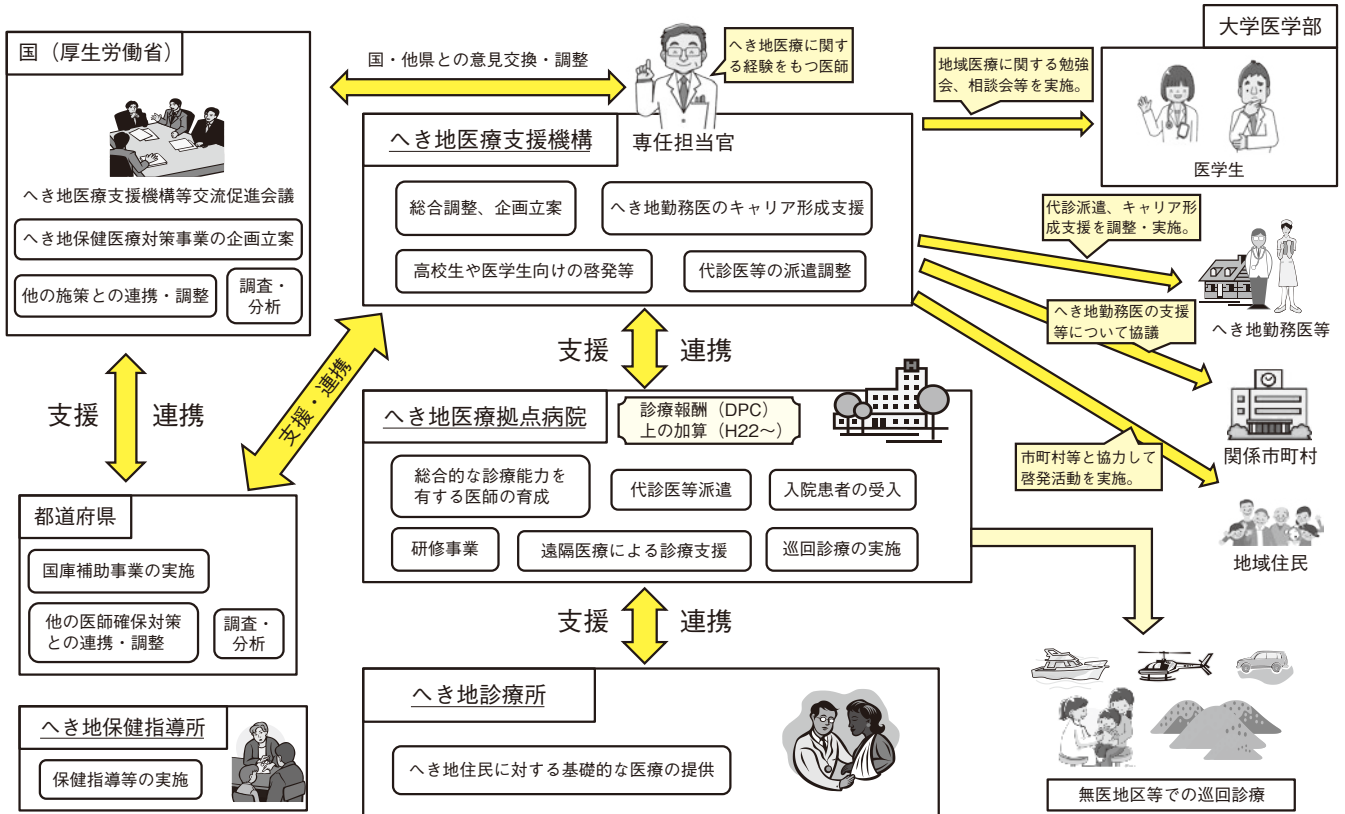 国（厚生労働省）
へき地医療支援機構等交流促進会議
へき地保健医療対策事業の企画立案
他の施策との連携・調整
調査・
分析
国・他県との意見交換・調整
へき地医療に関す
る経験をもつ医師
専任担当官
へき地医療支援機構
総合調整、企画立案
へき地勤務医のキャリア形成支援
高校生や医学生向けの啓発等
代診医等の派遣調整
地域医療に関する勉強
会、相談会等を実施。
大学医学部
医学生
代診派遣、キャリア形
成支援を調整・実施。
へき地勤務医等
へき地勤務医の支援
等について協議
関係市町村
市町村等と協力して
啓発活動を実施。
地域住民
支援
連携
支援・連携
支援
連携
へき地医療拠点病院
診療報酬（DPC）
上の加算（H22～）
総合的な診療能力を
有する医師の育成
代診医等派遣
入院患者の受入
研修事業
遠隔医療による診療支援
巡回診療の実施
都道府県
国庫補助事業の実施
他の医師確保対策
との連携・調整
調査・
分析
支援
連携
へき地保健指導所
保健指導等の実施
へき地診療所
へき地住民に対する基礎的な医療の提供
無医地区等での巡回診療
H